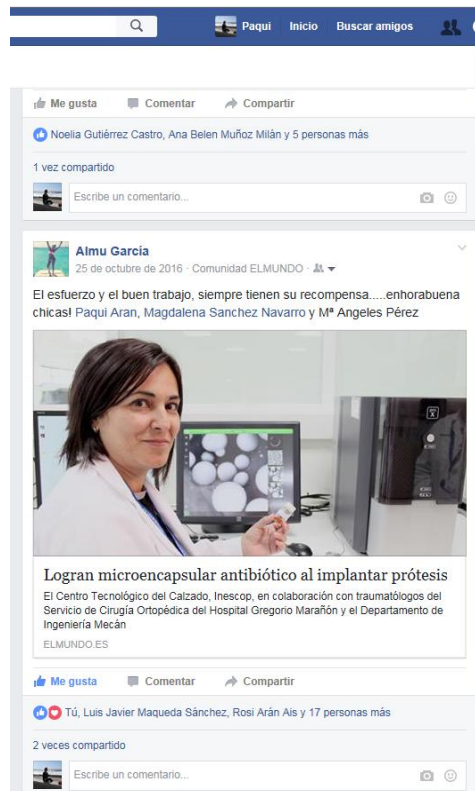 Paqui Inicio Buscar amigos
Me gusta Comentar Compartir
Noelia Gutiérrez Castro, Ana Belen Muñoz Milán y 5 personas más
1 vez compartido
Escribe un comentario...
Almu García
25 de octubre de 2016 · Comunidad ELMUNDO ·
El esfuerzo y el buen trabajo, siempre tienen su recompensa.....enhorabuena
chicas! Paqui Aran, Magdalena Sanchez Navarro y Mª Angeles Pérez
Logran microencapsular antibiótico al implantar prótesis
El Centro Tecnológico del Calzado, Inescop, en colaboración con traumatólogos del
Servicio de Cirugía Ortopédica del Hospital Gregorio Marañón y el Departamento de
Ingeniería Mecán
ELMUNDO.ES
Me gusta Comentar Compartir
Tú, Luis Javier Maqueda Sánchez, Rosi Arán Ais y 17 personas más
2 veces compartido
Escribe un comentario...